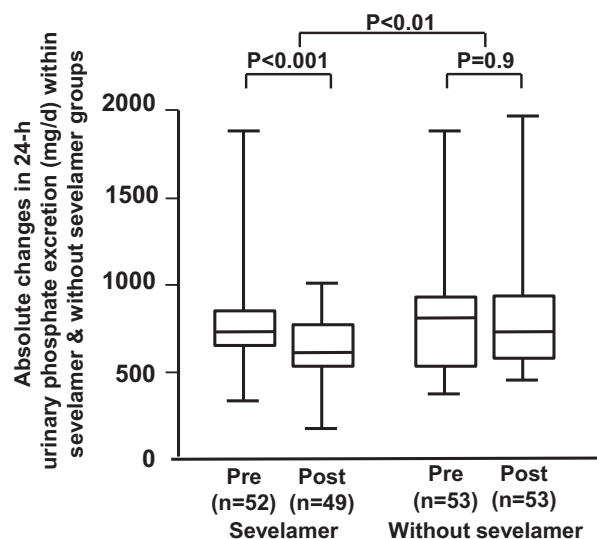 P<0.01
P<0.001
P=0.9
Absolute changes in 24-h
urinary phosphate excretion (mg/d) within
sevelamer & without sevelamer groups
2000
1500
1000
500
0
Pre Post Pre Post
(n=52) (n=49) (n=53) (n=53)
Sevelamer Without sevelamer